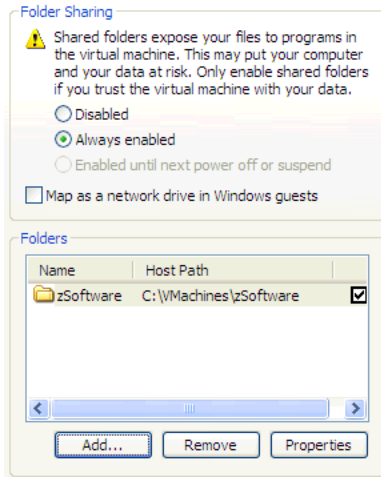 Folder Sharing
Shared folders expose your files to programs in
the virtual machine. This may put your computer
and your data at risk. Only enable shared folders
if you trust the virtual machine with your data.
Disabled
Always enabled
Enabled until next power off or suspend
Map as a network drive in Windows guests
Folders
Name Host Path
zSoftware C:\VMachines\zSoftware
Add... Remove Properties